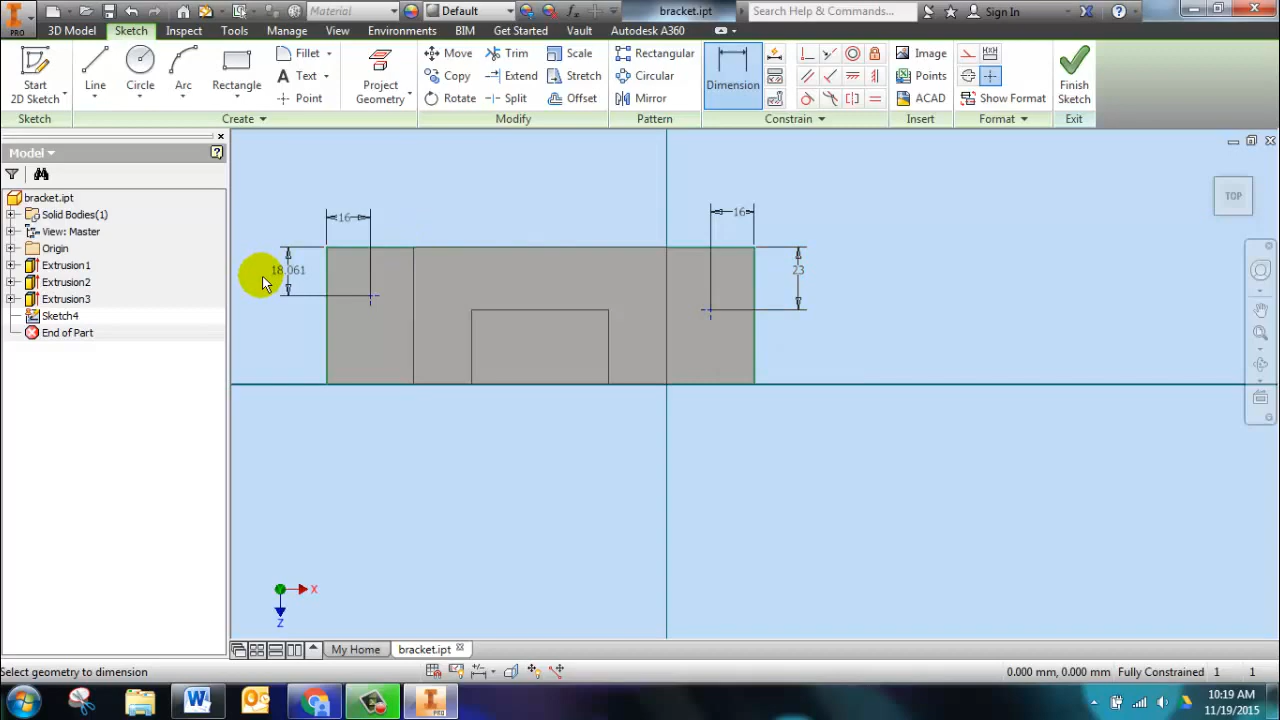 Material
Default
bracket.ipt
Search Help & Commands...
Sign In
PRO
3D Model
Sketch
Inspect
Tools
Manage
View
Environments
BIM
Get Started
Vault
Autodesk A360
Start
2D Sketch
Line
Circle
Arc
Rectangle
Fillet
Text
Point
Project
Geometry
Move
Copy
Rotate
Trim
Extend
Split
Scale
Stretch
Offset
Rectangular
Circular
Mirror
Dimension
Image
Points
ACAD
Show Format
Finish
Sketch
Sketch
Create
Modify
Pattern
Constrain
Insert
Format
Exit
Model
bracket.ipt
Solid Bodies(1)
View: Master
Origin
Extrusion1
Extrusion2
Extrusion3
Sketch4
End of Part
TOP
16
16
18.061
23
X
Z
My Home
bracket.ipt
Select geometry to dimension
0.000 mm, 0.000 mm
Fully Constrained
1
1
PRO
10:19 AM
11/19/2015